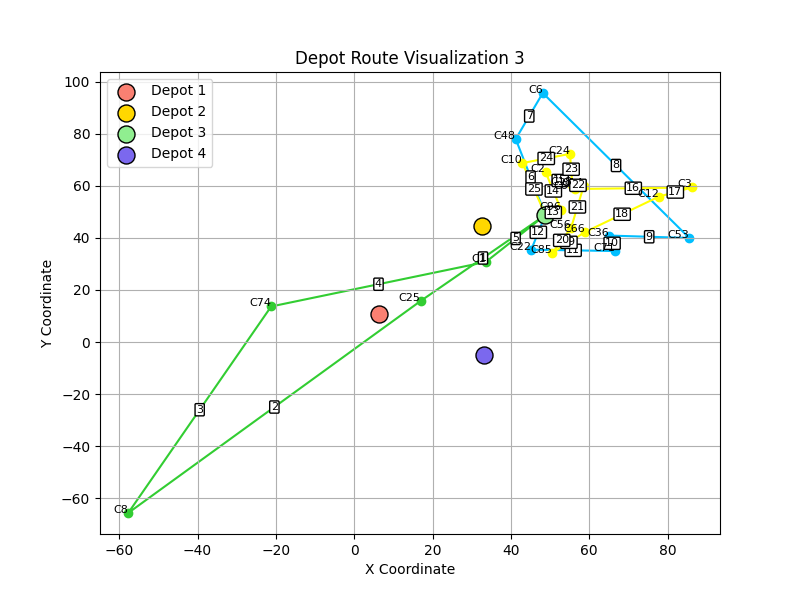 Depot Route Visualization 3
Depot 1
Depot 2
Depot 3
Depot 4
100
80
60
40
20
0
−20
−40
−60
−60
−40
−20
0
20
40
60
80
X Coordinate
Y Coordinate
C6
7
C48
C10
24
C24
8
C2
23
6
22
25
14
16
C3
C12
17
C96
13
21
18
C56
C66
12
5
C36
9
C53
20
10
C22
C85
11
1
4
C25
C74
3
2
C8